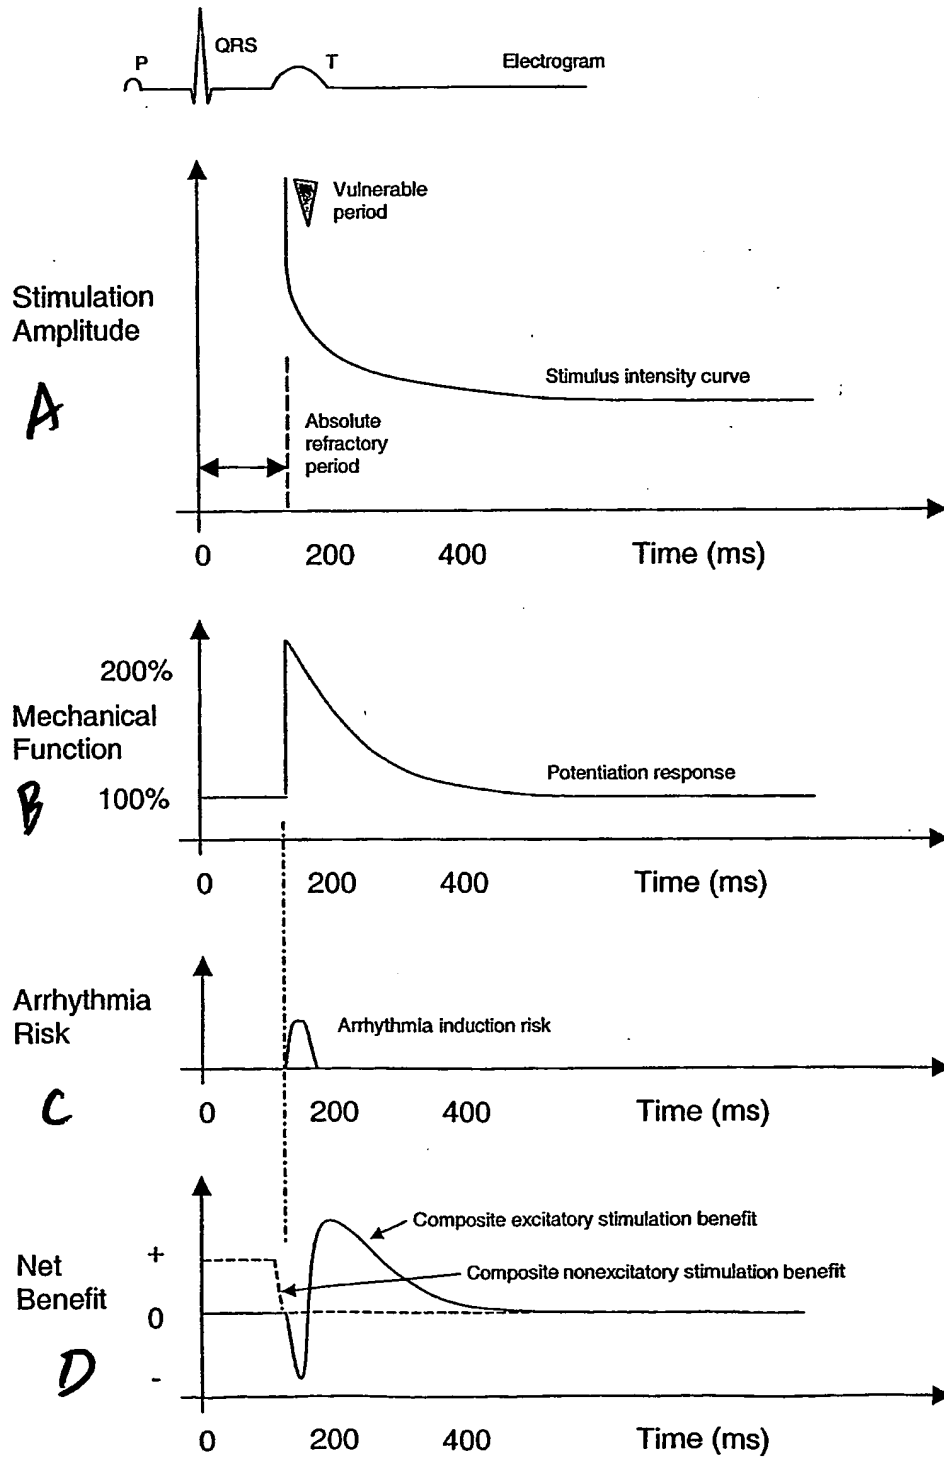 P
QRS
T
Electrogram
Vulnerable
period
Stimulation
Amplitude
A
Stimulus intensity curve
Absolute
refractory
period
0 200 400 Time (ms)
200%
Mechanical
Function
B
100%
Potentiation response
0 200 400 Time (ms)
Arrhythmia
Risk
C
Arrhythmia induction risk
0 200 400 Time (ms)
Composite excitatory stimulation benefit
+
Net
Benefit
Composite nonexcitatory stimulation benefit
0
D
-
0 200 400 Time (ms)